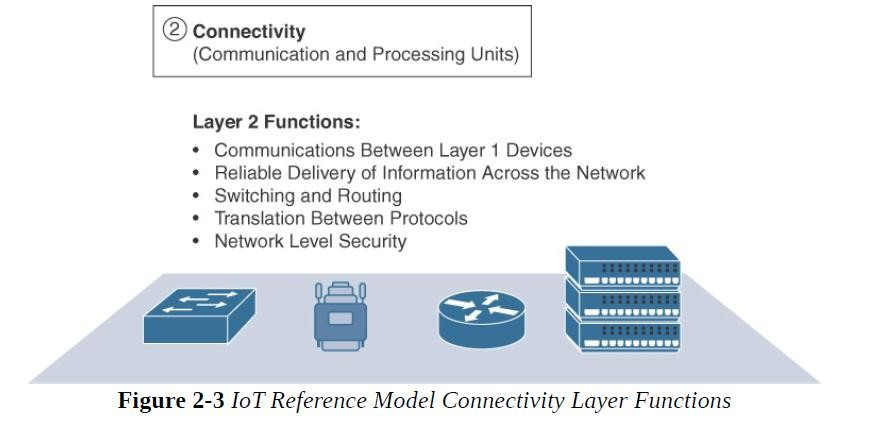 ② Connectivity
(Communication and Processing Units)
Layer 2 Functions:
• Communications Between Layer 1 Devices
• Reliable Delivery of Information Across the Network
• Switching and Routing
• Translation Between Protocols
• Network Level Security
Figure 2-3 IoT Reference Model Connectivity Layer Functions